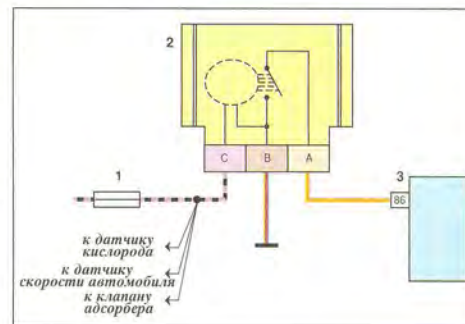 2
C B A
1
3
86
к датчику
кислорода
к датчику
скорости автомобиля
к клапану
адсорбера